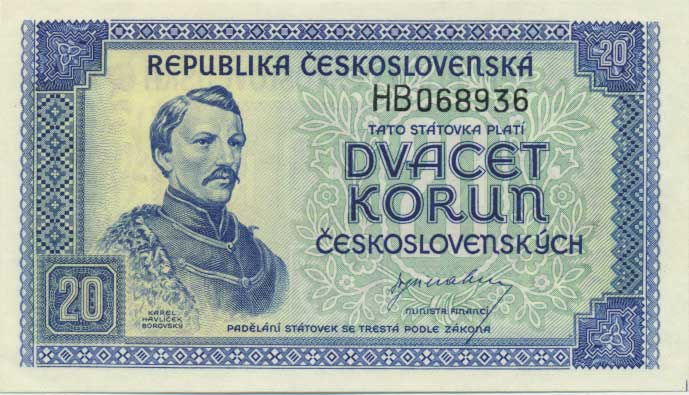 20
REPUBLIKA ČESKOSLOVENSKÁ
HB068936
TATO STÁTOVKA PLATÍ
DVACET
KORUN
ČESKOSLOVENSKÝCH
MINISTR FINANCÍ
KAREL
HAVLÍČEK
BOROVSKÝ
20
PADĚLÁNÍ STÁTOVEK SE TRESTÁ PODLE ZÁKONA